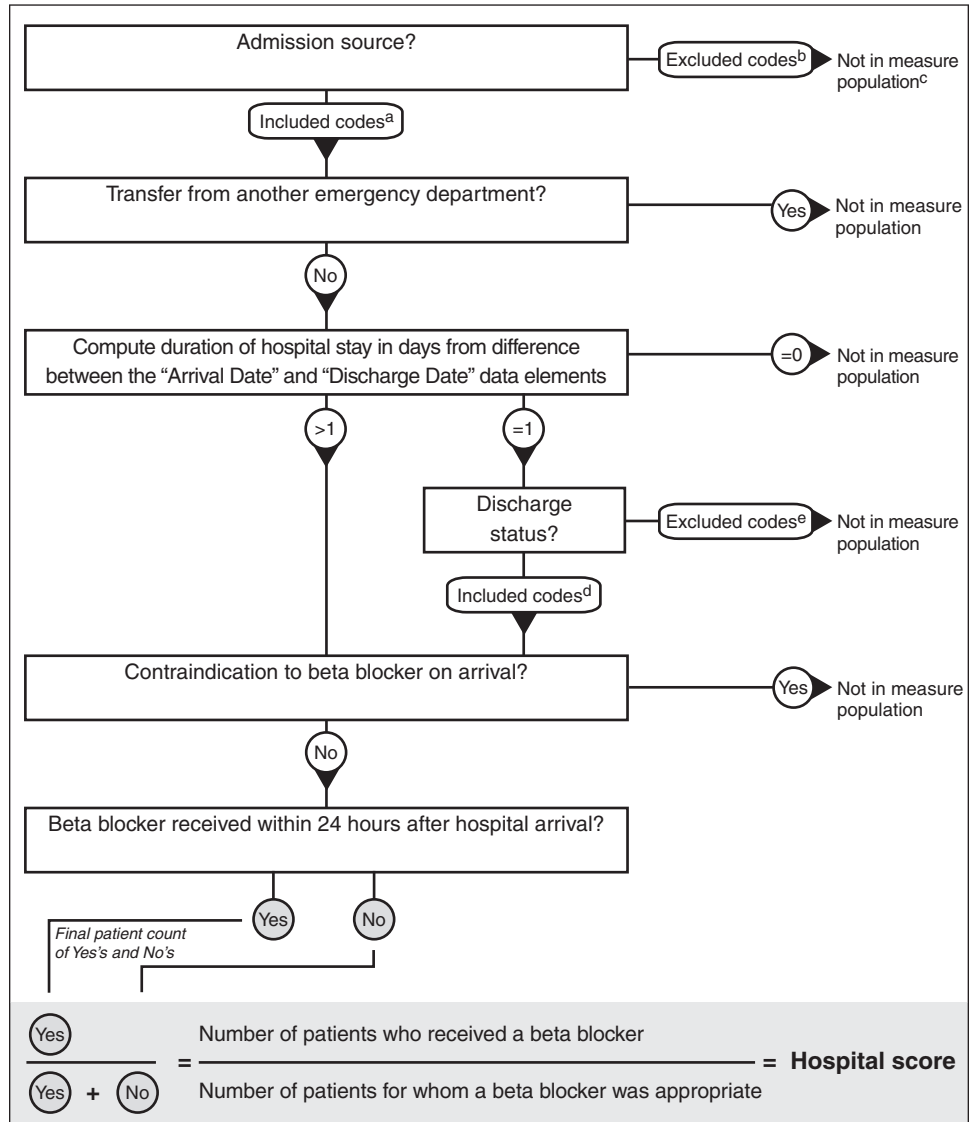 Admission source?
Excluded codesb
Not in measure
populationc
Included codesa
Transfer from another emergency department?
Yes
Not in measure
population
No
Compute duration of hospital stay in days from difference
between the “Arrival Date” and “Discharge Date” data elements
=0
Not in measure
population
>1
=1
Discharge
status?
Excluded codese
Not in measure
population
Included codesd
Contraindication to beta blocker on arrival?
Yes
Not in measure
population
No
Beta blocker received within 24 hours after hospital arrival?
Yes
No
Final patient count
of Yes’s and No’s
Yes
Yes + No
=
Number of patients who received a beta blocker
Number of patients for whom a beta blocker was appropriate
= Hospital score